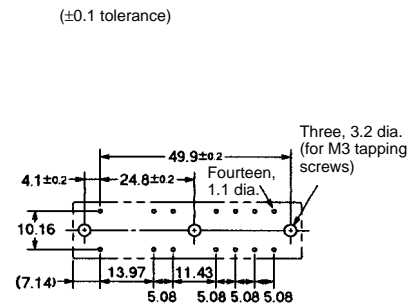 (±0.1 tolerance)
49.9±0.2
Three, 3.2 dia.
(for M3 tapping
screws)
4.1±0.2
24.8±0.2
Fourteen,
1.1 dia.
10.16
(7.14)
13.97
11.43
5.08
5.08
5.08
5.08